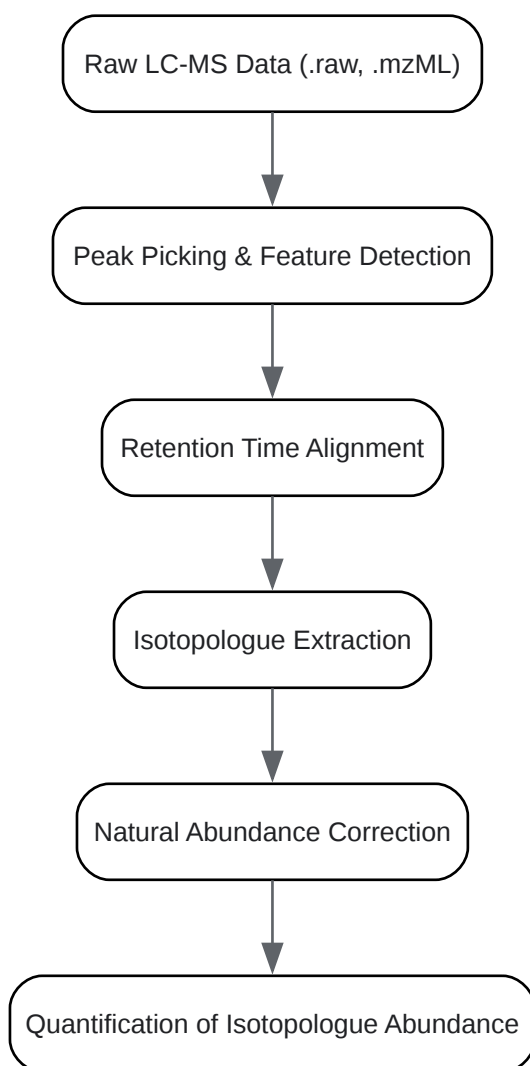 Raw LC-MS Data (.raw, .mzML)
Peak Picking & Feature Detection
Retention Time Alignment
Isotopologue Extraction
Natural Abundance Correction
Quantification of Isotopologue Abundance